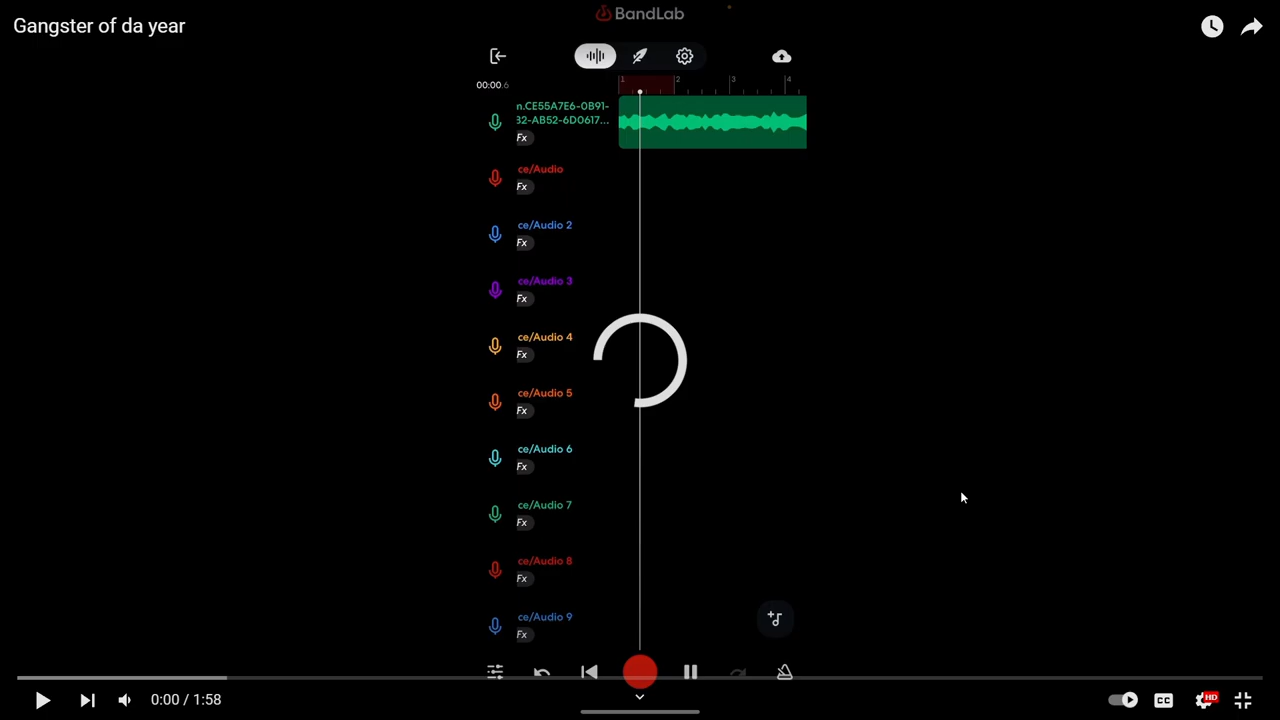 Gangster of da year
BandLab
00:00.6
1 2 3 4
n.CE55A7E6-0B91-
32-AB52-6D0617...
Fx
ce/Audio
Fx
ce/Audio 2
Fx
ce/Audio 3
Fx
ce/Audio 4
Fx
ce/Audio 5
Fx
ce/Audio 6
Fx
ce/Audio 7
Fx
ce/Audio 8
Fx
ce/Audio 9
Fx
0:00 / 1:58
CC
HD